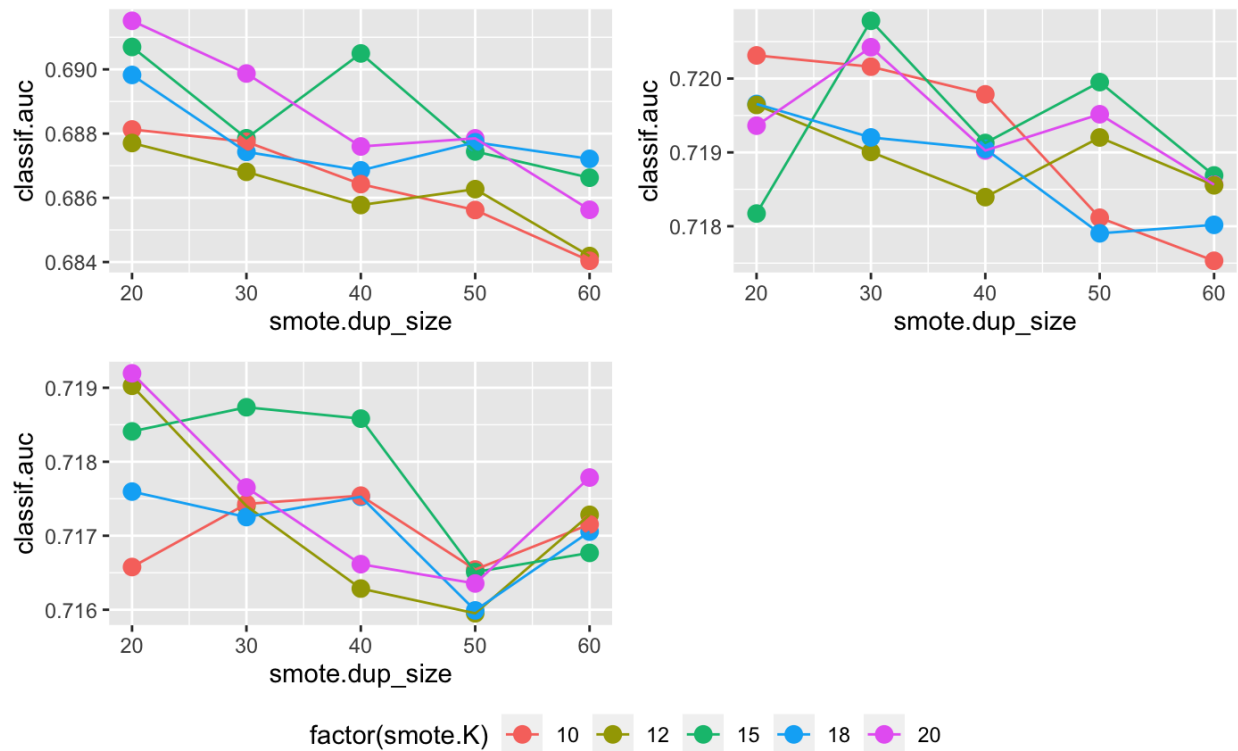 classif.auc
0.690
0.688
0.686
0.684
20 30 40 50 60
smote.dup_size
classif.auc
0.720
0.719
0.718
20 30 40 50 60
smote.dup_size
classif.auc
0.719
0.718
0.717
0.716
20 30 40 50 60
smote.dup_size
factor(smote.K) 10 12 15 18 20